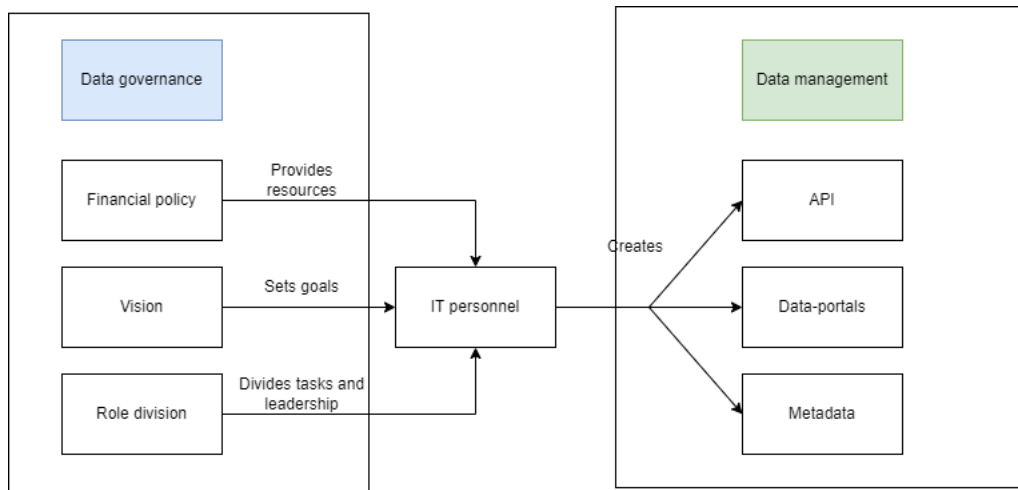 Data governance
Data management
Financial policy
Provides
resources
API
Creates
Vision
Sets goals
IT personnel
Data-portals
Role division
Divides tasks and
leadership
Metadata